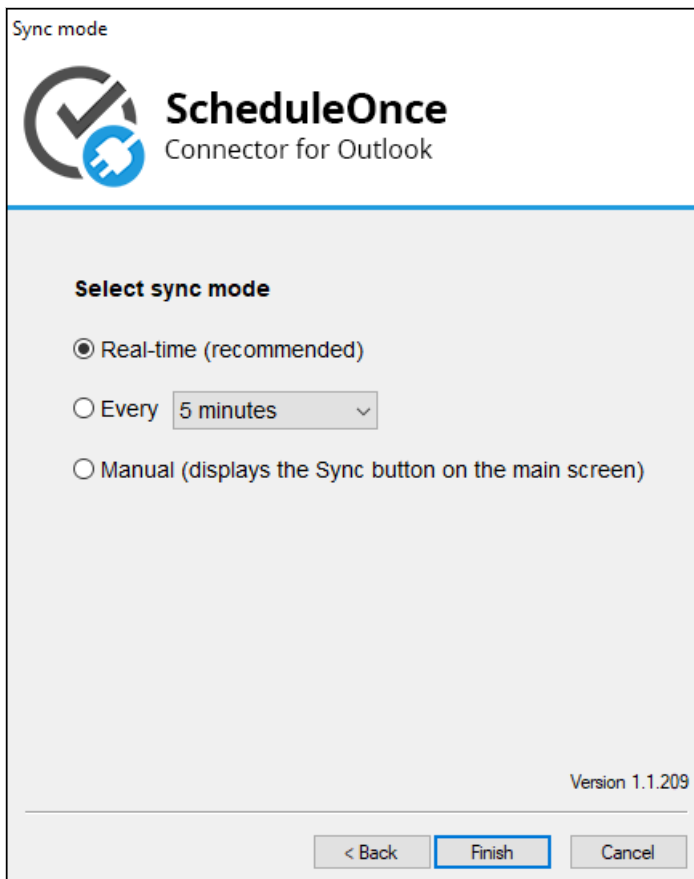 Sync mode
ScheduleOnce
Connector for Outlook
Select sync mode
Real-time (recommended)
Every 5 minutes
Manual (displays the Sync button on the main screen)
Version 1.1.209
< Back Finish Cancel